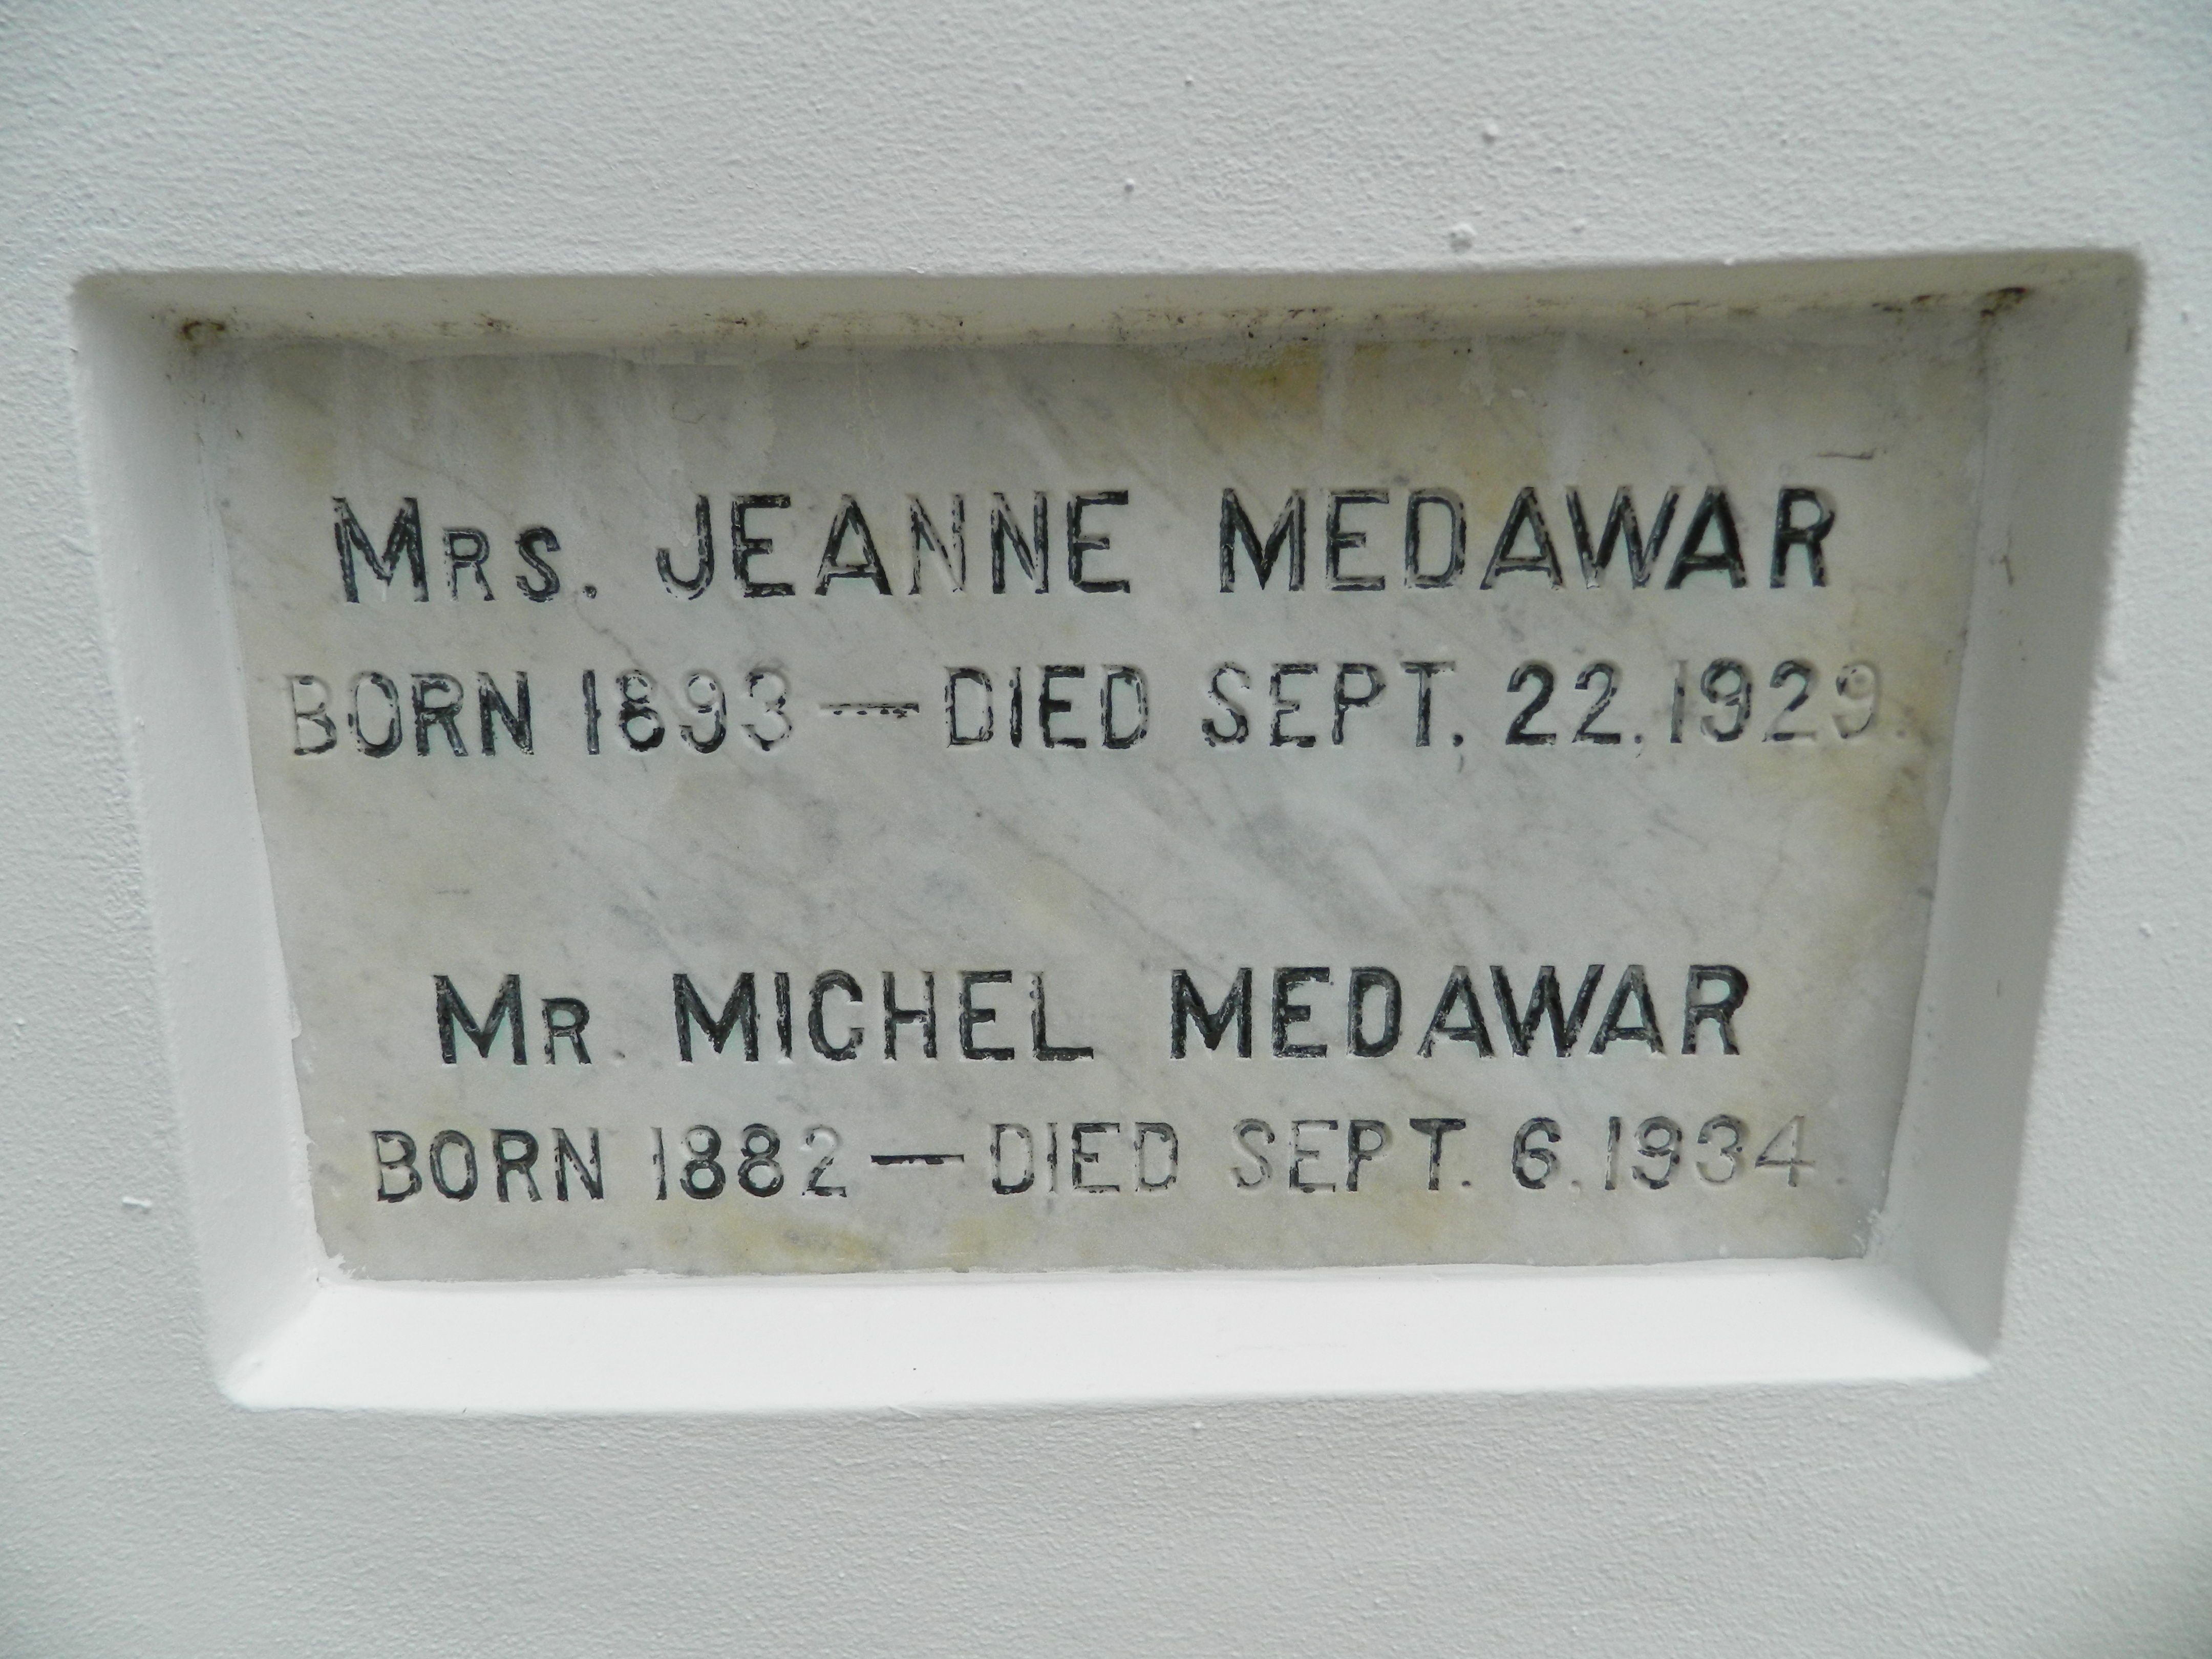 Mrs. JEANNE MEDAWAR
BORN 1893 — DIED SEPT. 22, 1929.
Mr. MICHEL MEDAWAR
BORN 1882 — DIED SEPT. 6, 1934.